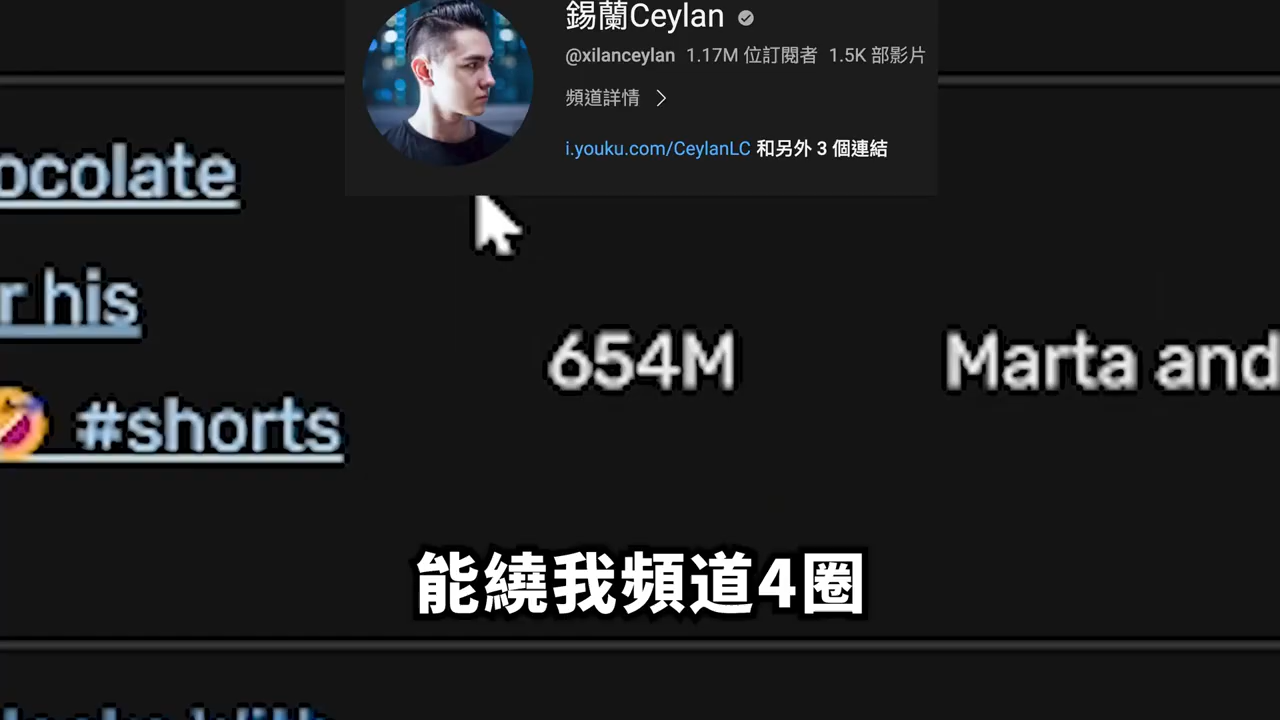 錫蘭Ceylan
@xilanceylan 1.17M 位訂閱者 1.5K 部影片
頻道詳情
i.youku.com/CeylanLC 和另外 3 個連結
ocolate
r his
654M
Marta and
🤣 #shorts
能繞我頻道4圈